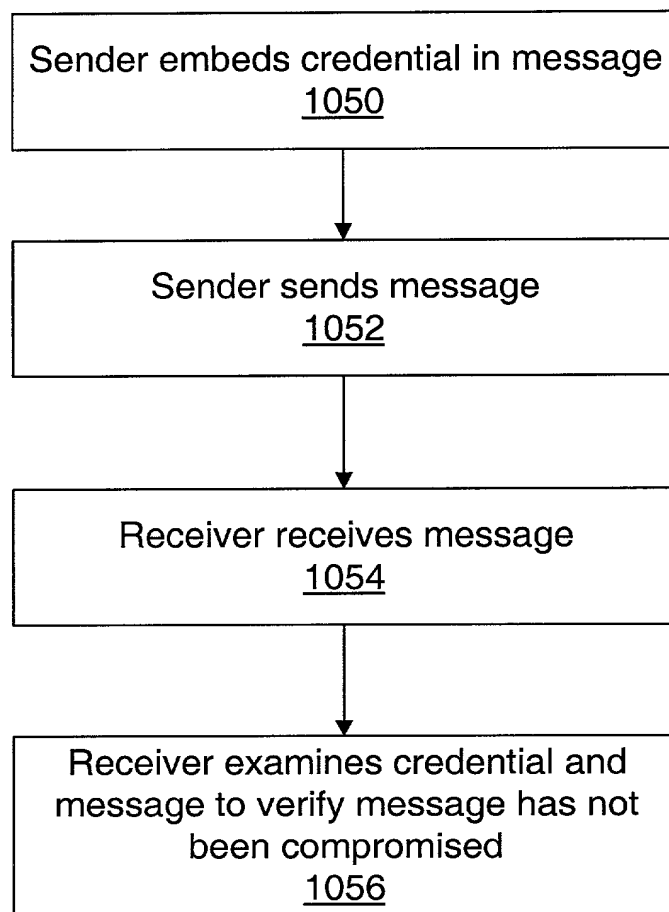 Sender embeds credential in message
1050
Sender sends message
1052
Receiver receives message
1054
Receiver examines credential and
message to verify message has not
been compromised
1056